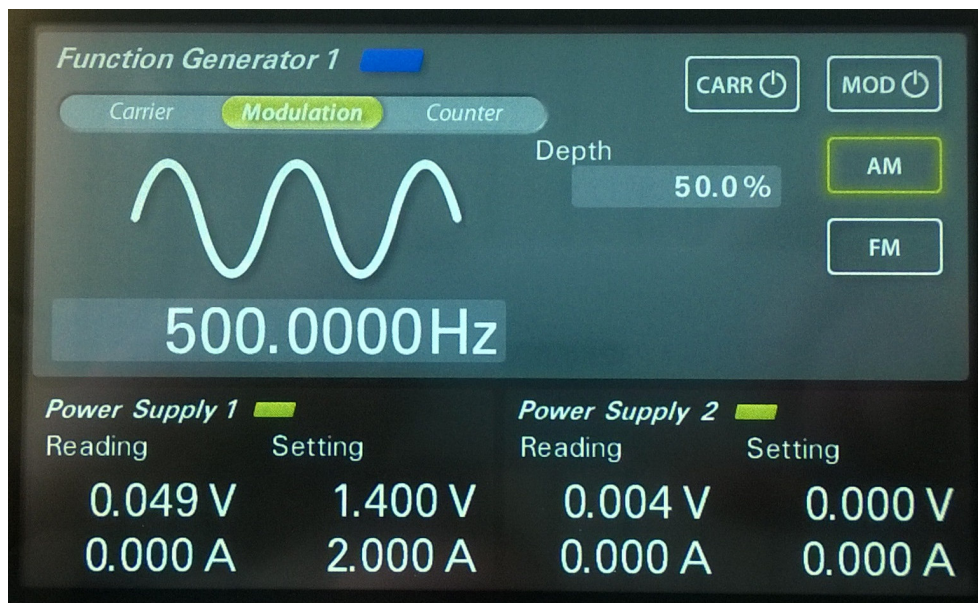 Function Generator 1
CARR
MOD
Carrier Modulation Counter
Depth
50.0%
AM
FM
500.0000Hz
Power Supply 1
Reading Setting
0.049 V 1.400 V
0.000 A 2.000 A
Power Supply 2
Reading Setting
0.004 V 0.000 V
0.000 A 0.000 A